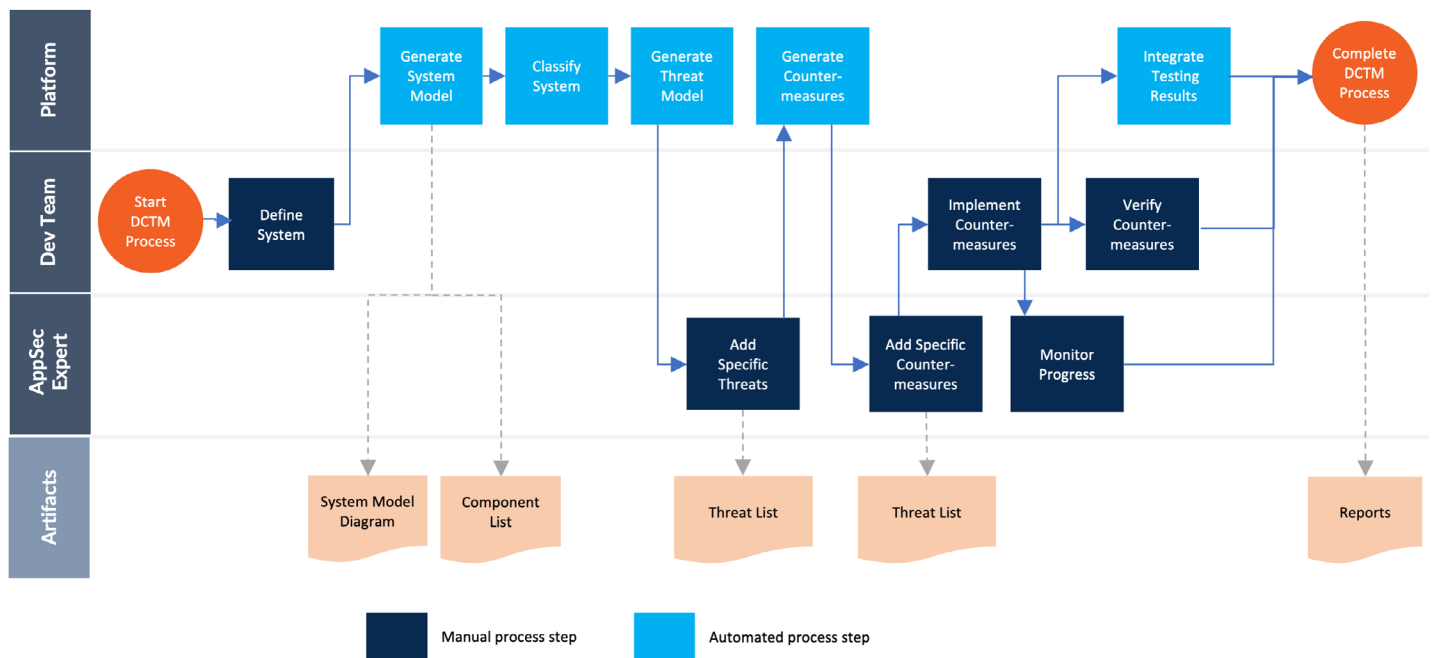 Platform
Generate
System
Model
Classify
System
Generate
Threat
Model
Generate
Counter-
measures
Integrate
Testing
Results
Complete
DCTM
Process
Dev Team
Start
DCTM
Process
Define
System
Implement
Counter-
measures
Verify
Counter-
measures
AppSec
Expert
Add
Specific
Threats
Add Specific
Counter-
measures
Monitor
Progress
Artifacts
System Model
Diagram
Component
List
Threat List
Threat List
Reports
Manual process step
Automated process step